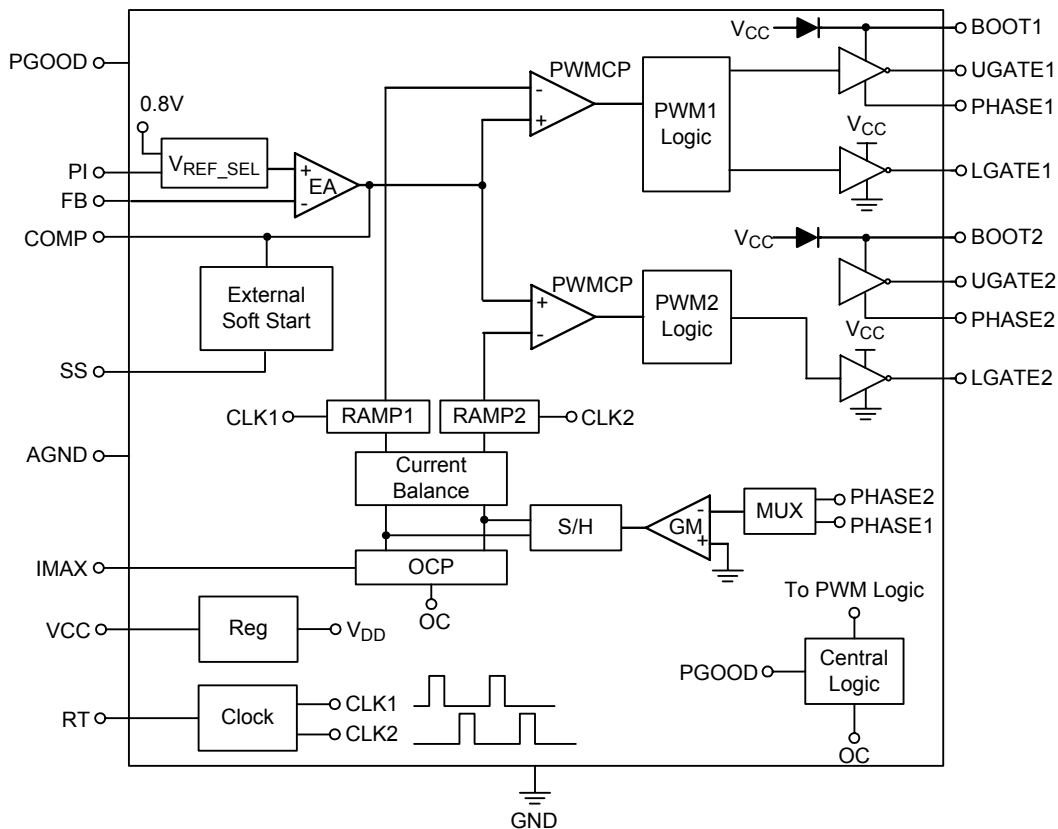 VCC
BOOT1
PGOOD
PWMCP
UGATE1
0.8V
-
+
PWM1
Logic
PHASE1
VCC
PI
VREF_SEL
+
EA
-
LGATE1
FB
COMP
VCC
BOOT2
External
Soft Start
PWMCP
+
-
PWM2
Logic
UGATE2
PHASE2
VCC
SS
LGATE2
CLK1
RAMP1
RAMP2
CLK2
AGND
Current
Balance
S/H
GM
-
+
MUX
PHASE2
PHASE1
IMAX
OCP
OC
To PWM Logic
VCC
Reg
VDD
PGOOD
Central
Logic
RT
Clock
CLK1
CLK2
OC
GND